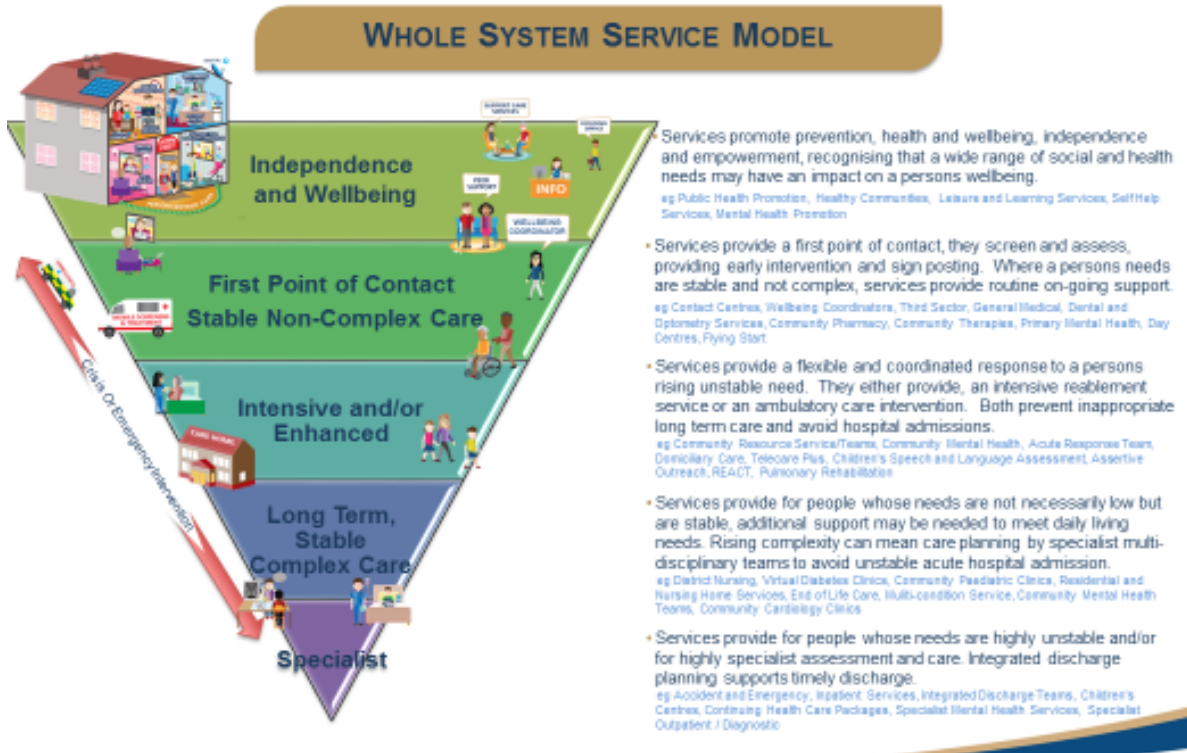 WHOLE SYSTEM SERVICE MODEL
SUPPORT CARE
SERVICES
INFO
PEER
SUPPORT
WELLBEING
COORDINATOR
Independence
and Wellbeing
First Point of Contact
Stable Non-Complex Care
MOBILE SCREENING
& TREATMENT
Intensive and/or
Enhanced
CARE HOME
Crisis Or Emergency Intervention
Long Term,
Stable
Complex Care
Specialist
• Services promote prevention, health and wellbeing, independence
and empowerment, recognising that a wide range of social and health
needs may have an impact on a persons wellbeing.
eg Public Health Promotion, Healthy Communities, Leisure and Learning Services, Self Help
Services, Mental Health Promotion
• Services provide a first point of contact, they screen and assess,
providing early intervention and sign posting. Where a persons needs
are stable and not complex, services provide routine on-going support.
eg Contact Centres, Wellbeing Coordinators, Third Sector, General Medical, Dental and
Optometry Services, Community Pharmacy, Community Therapies, Primary Mental Health, Day
Centres, Flying Start
• Services provide a flexible and coordinated response to a persons
rising unstable need. They either provide, an intensive reablement
service or an ambulatory care intervention. Both prevent inappropriate
long term care and avoid hospital admissions.
eg Community Resource Service/Teams, Community Mental Health, Acute Response Team,
Domiciliary Care, Telecare Plus, Children's Speech and Language Assessment, Assertive
Outreach, REACT, Pulmonary Rehabilitation
• Services provide for people whose needs are not necessarily low but
are stable, additional support may be needed to meet daily living
needs. Rising complexity can mean care planning by specialist multi-
disciplinary teams to avoid unstable acute hospital admission.
eg District Nursing, Virtual Diabetes Clinics, Community Paediatric Clinics, Residential and
Nursing Home Services, End of Life Care, Multi-condition Service, Community Mental Health
Teams, Community Cardiology Clinics
• Services provide for people whose needs are highly unstable and/or
for highly specialist assessment and care. Integrated discharge
planning supports timely discharge.
eg Accident and Emergency, Inpatient Services, Integrated Discharge Teams, Children's
Centres, Continuing Health Care Packages, Specialist Mental Health Services, Specialist
Outpatient / Diagnostic